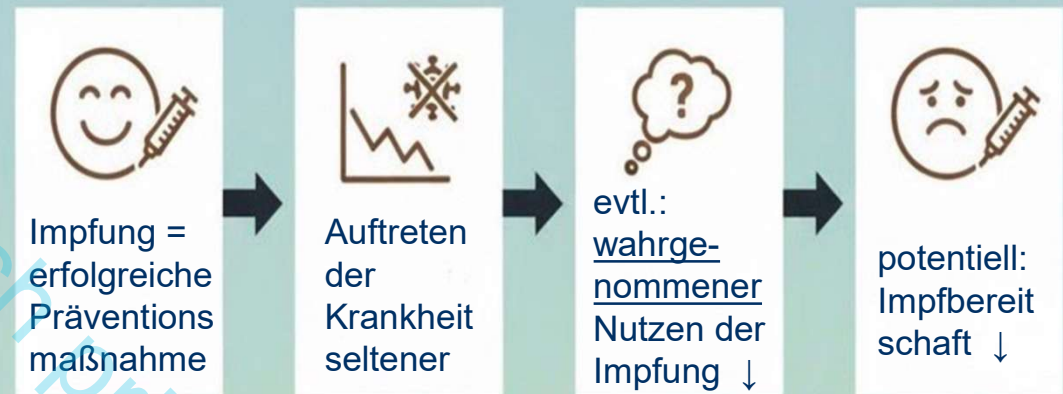 Impfung =
erfolgreiche
Präventions
maßnahme
Auftreten
der
Krankheit
seltener
?
evtl.:
wahrge-
nommener
Nutzen der
Impfung ↓
potentiell:
Impfbereit
schaft ↓